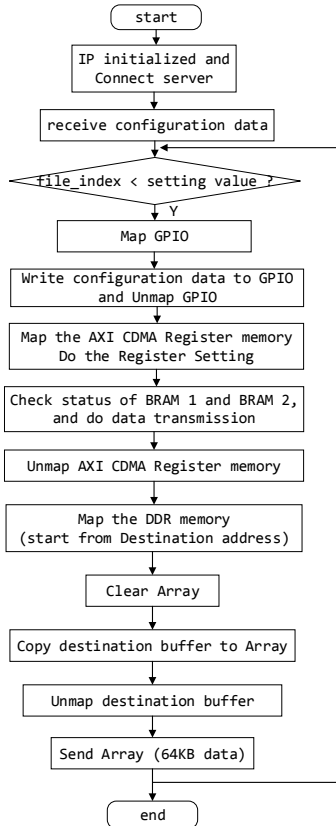 start
IP initialized and
Connect server
receive configuration data
file_index < setting value ?
Y
Map GPIO
Write configuration data to GPIO
and Unmap GPIO
Map the AXI CDMA Register memory
Do the Register Setting
Check status of BRAM 1 and BRAM 2,
and do data transmission
Unmap AXI CDMA Register memory
Map the DDR memory
(start from Destination address)
Clear Array
Copy destination buffer to Array
Unmap destination buffer
Send Array (64KB data)
end